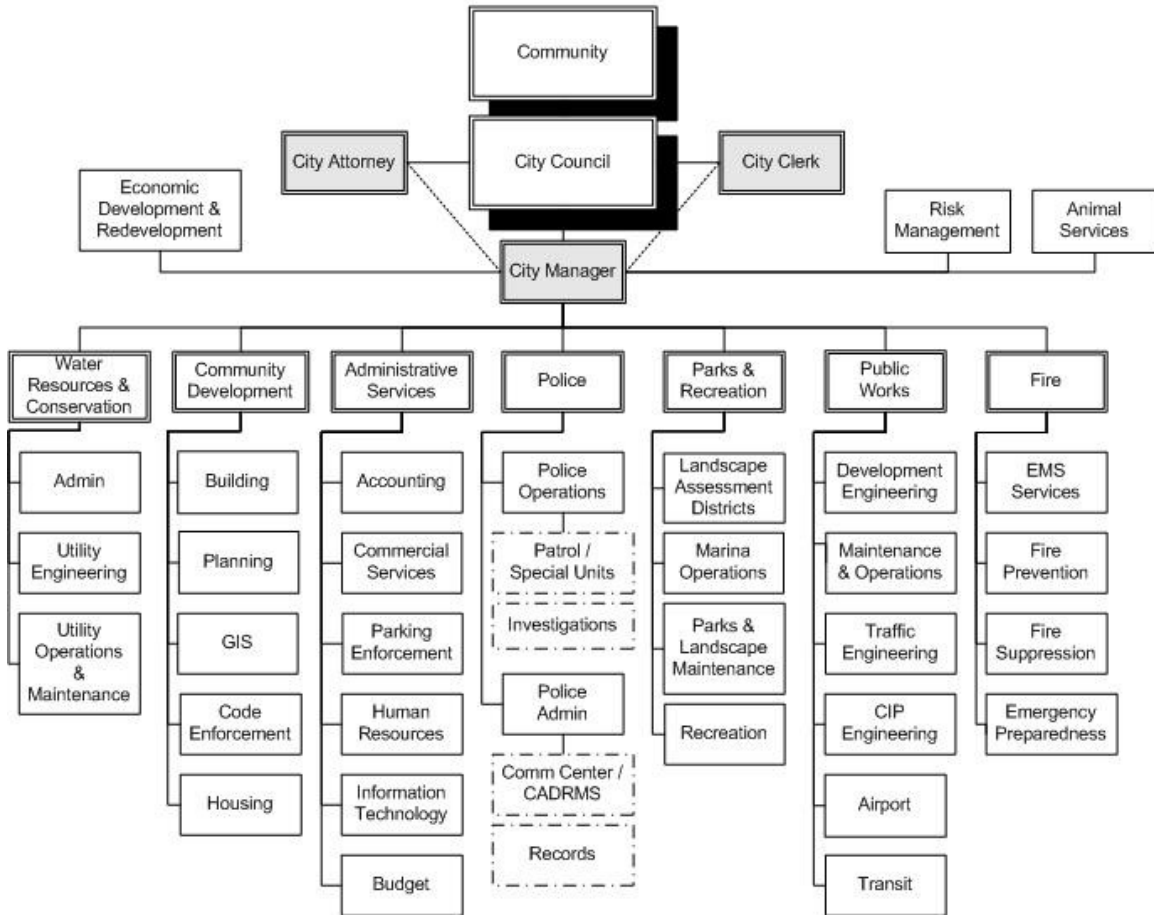 Community
City Attorney
City Council
City Clerk
Economic
Development &
Redevelopment
Risk
Management
Animal
Services
City Manager
Water
Resources &
Conservation
Community
Development
Administrative
Services
Police
Parks &
Recreation
Public
Works
Fire
Admin
Utility
Engineering
Utility
Operations
&
Maintenance
Building
Planning
GIS
Code
Enforcement
Housing
Accounting
Commercial
Services
Parking
Enforcement
Human
Resources
Information
Technology
Budget
Police
Operations
Patrol /
Special Units
Investigations
Police
Admin
Comm Center /
CADRMS
Records
Landscape
Assessment
Districts
Marina
Operations
Parks &
Landscape
Maintenance
Recreation
Development
Engineering
Maintenance
& Operations
Traffic
Engineering
CIP
Engineering
Airport
Transit
EMS
Services
Fire
Prevention
Fire
Suppression
Emergency
Preparedness